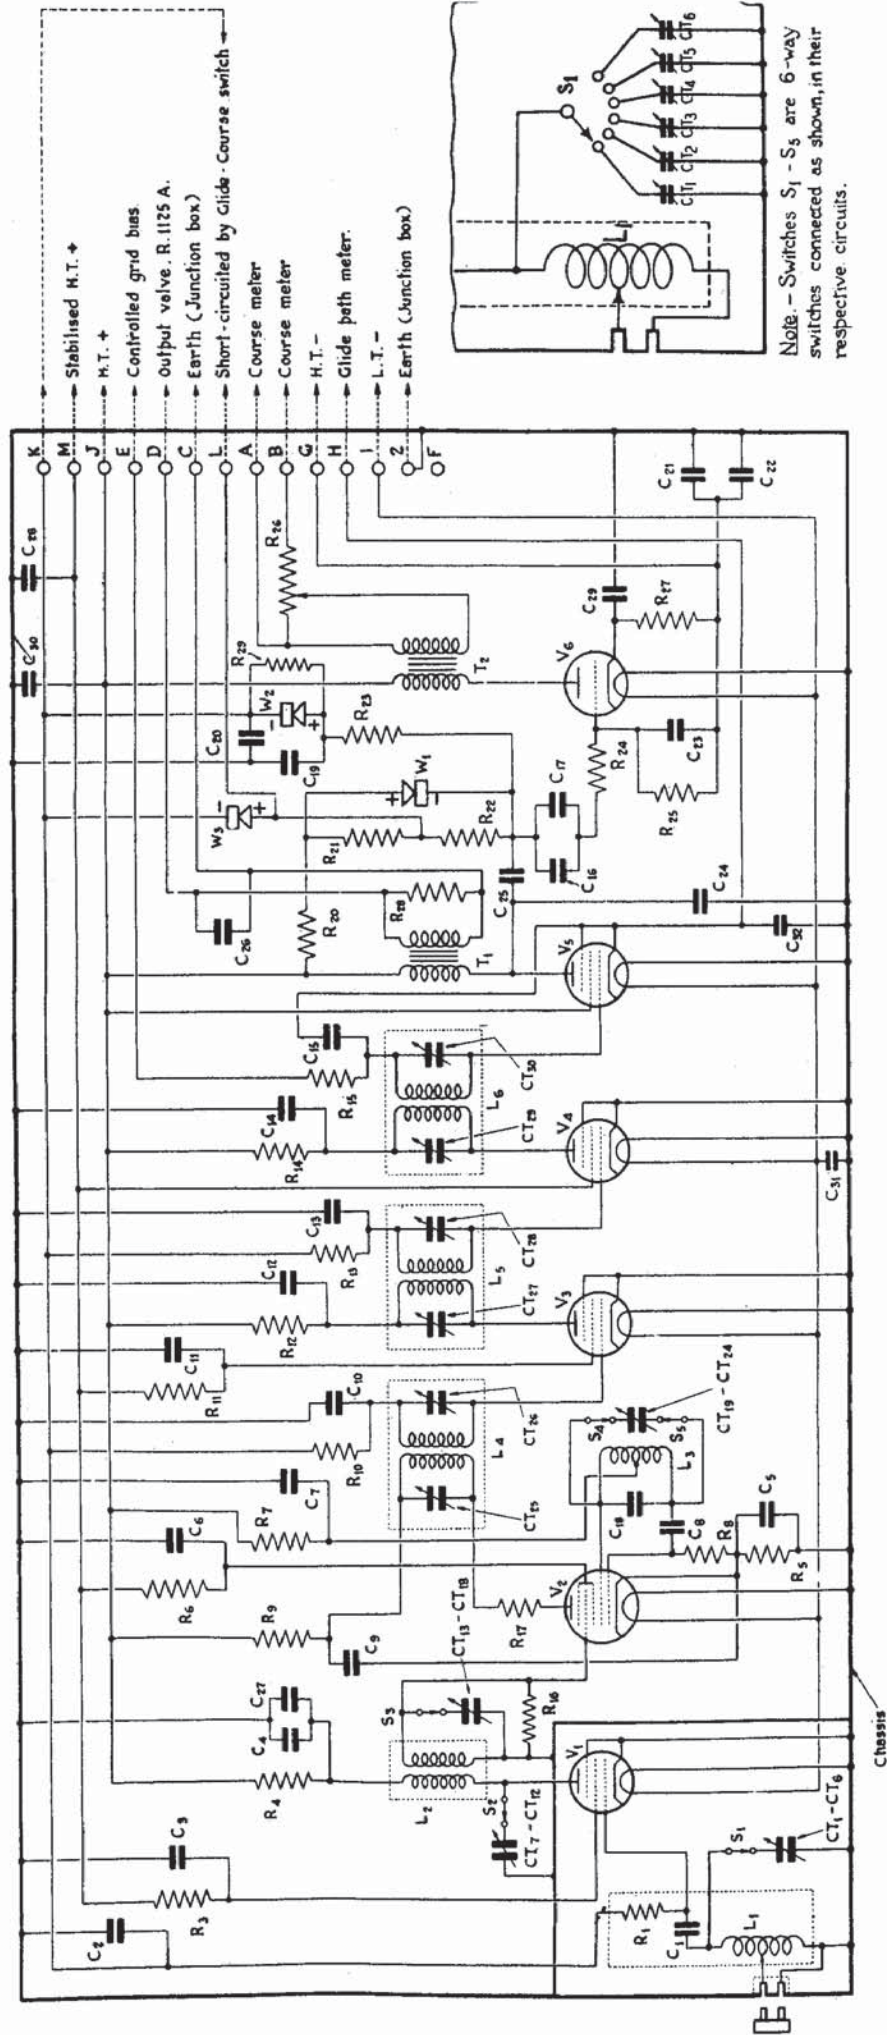 C30
C28
K
M
Stabilised H.T. +
J
H.T. +
E
Controlled grid bias
D
Output valve. R.1125 A.
C
Earth (Junction box)
L
Short-circuited by Glide-Course switch
A
Course meter
B
Course meter
G
H.T. -
H
Glide path meter.
I
L.T. -
Z
Earth (Junction box)
F
C2
R3
C3
R4
C4
C27
R9
C9
R6
C6
R7
C7
R10
C10
R11
C11
R12
C12
R13
C13
R14
C14
R15
C15
C26
R20
R28
T1
W3
- +
R21
W1
+ -
R22
C20
C19
W2
- +
R29
R23
R26
T2
L2
S2
CT7 - CT12
S3
CT13 - CT18
R16
R17
L4
CT25
CT26
L5
CT27
CT28
L6
CT29
CT30
C25
C16
C17
R24
R25
C23
C29
R27
C21
C22
V1
V2
V3
V4
V5
V6
C18
C8
R8
R5
C5
L3
S4
S5
CT19 - CT24
C31
C32
C24
R1
C1
L1
S1
CT1 - CT6
Chassis
L1
S1
CT1
CT2
CT3
CT4
CT5
CT6
Note. - Switches S1 - S5 are 6-way
switches connected as shown, in their
respective circuits.